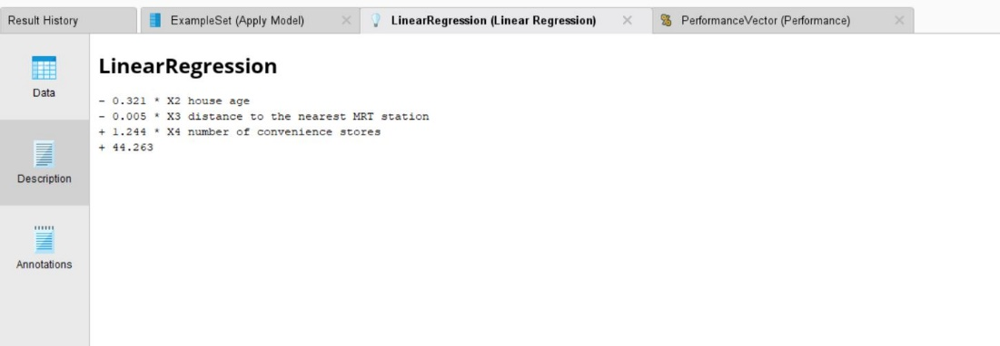 Result History
ExampleSet (Apply Model)
LinearRegression (Linear Regression)
PerformanceVector (Performance)
Data
Description
Annotations
LinearRegression
- 0.321 * X2 house age
- 0.005 * X3 distance to the nearest MRT station
+ 1.244 * X4 number of convenience stores
+ 44.263